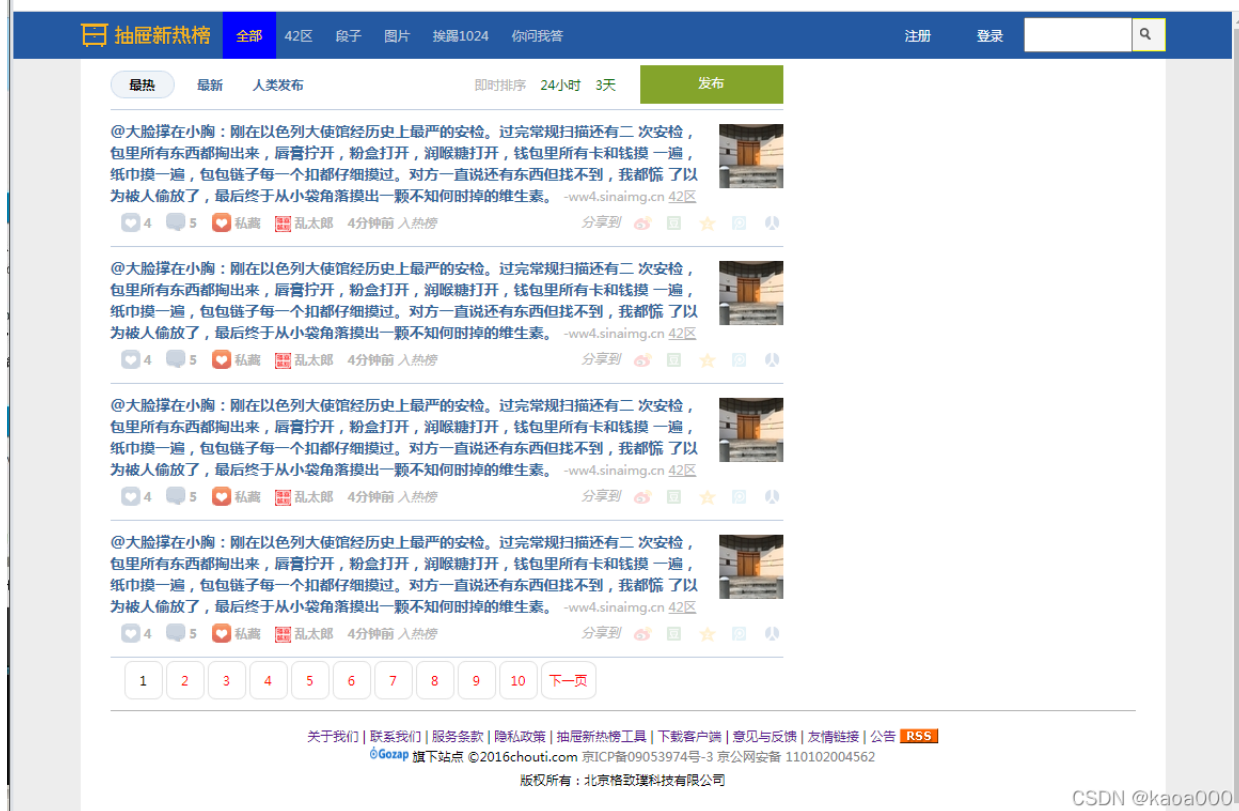 抽屉新热榜 全部 42区 段子 图片 挨踢1024 你问我答 注册 登录
最热 最新 人类发布 即时排序 24小时 3天 发布
@大脸撑在小胸：刚在以色列大使馆经历史上最严的安检。过完常规扫描还有二 次安检，
包里所有东西都掏出来，唇膏拧开，粉盒打开，润喉糖打开，钱包里所有卡和钱摸 一遍，
纸巾摸一遍，包包链子每一个扣都仔细摸过。对方一直说还有东西但找不到，我都慌 了以
为被人偷放了，最后终于从小袋角落摸出一颗不知何时掉的维生素。 -ww4.sinaimg.cn 42区
4 5 私藏 乱太郎 4分钟前 入热榜 分享到
@大脸撑在小胸：刚在以色列大使馆经历史上最严的安检。过完常规扫描还有二 次安检，
包里所有东西都掏出来，唇膏拧开，粉盒打开，润喉糖打开，钱包里所有卡和钱摸 一遍，
纸巾摸一遍，包包链子每一个扣都仔细摸过。对方一直说还有东西但找不到，我都慌 了以
为被人偷放了，最后终于从小袋角落摸出一颗不知何时掉的维生素。 -ww4.sinaimg.cn 42区
4 5 私藏 乱太郎 4分钟前 入热榜 分享到
@大脸撑在小胸：刚在以色列大使馆经历史上最严的安检。过完常规扫描还有二 次安检，
包里所有东西都掏出来，唇膏拧开，粉盒打开，润喉糖打开，钱包里所有卡和钱摸 一遍，
纸巾摸一遍，包包链子每一个扣都仔细摸过。对方一直说还有东西但找不到，我都慌 了以
为被人偷放了，最后终于从小袋角落摸出一颗不知何时掉的维生素。 -ww4.sinaimg.cn 42区
4 5 私藏 乱太郎 4分钟前 入热榜 分享到
@大脸撑在小胸：刚在以色列大使馆经历史上最严的安检。过完常规扫描还有二 次安检，
包里所有东西都掏出来，唇膏拧开，粉盒打开，润喉糖打开，钱包里所有卡和钱摸 一遍，
纸巾摸一遍，包包链子每一个扣都仔细摸过。对方一直说还有东西但找不到，我都慌 了以
为被人偷放了，最后终于从小袋角落摸出一颗不知何时掉的维生素。 -ww4.sinaimg.cn 42区
4 5 私藏 乱太郎 4分钟前 入热榜 分享到
1 2 3 4 5 6 7 8 9 10 下一页
关于我们 | 联系我们 | 服务条款 | 隐私政策 | 抽屉新热榜工具 | 下载客户端 | 意见与反馈 | 友情链接 | 公告 RSS
Gozap 旗下站点 ©2016chouti.com 京ICP备09053974号-3 京公网安备 110102004562
版权所有：北京格致璞科技有限公司
CSDN @kaoa000